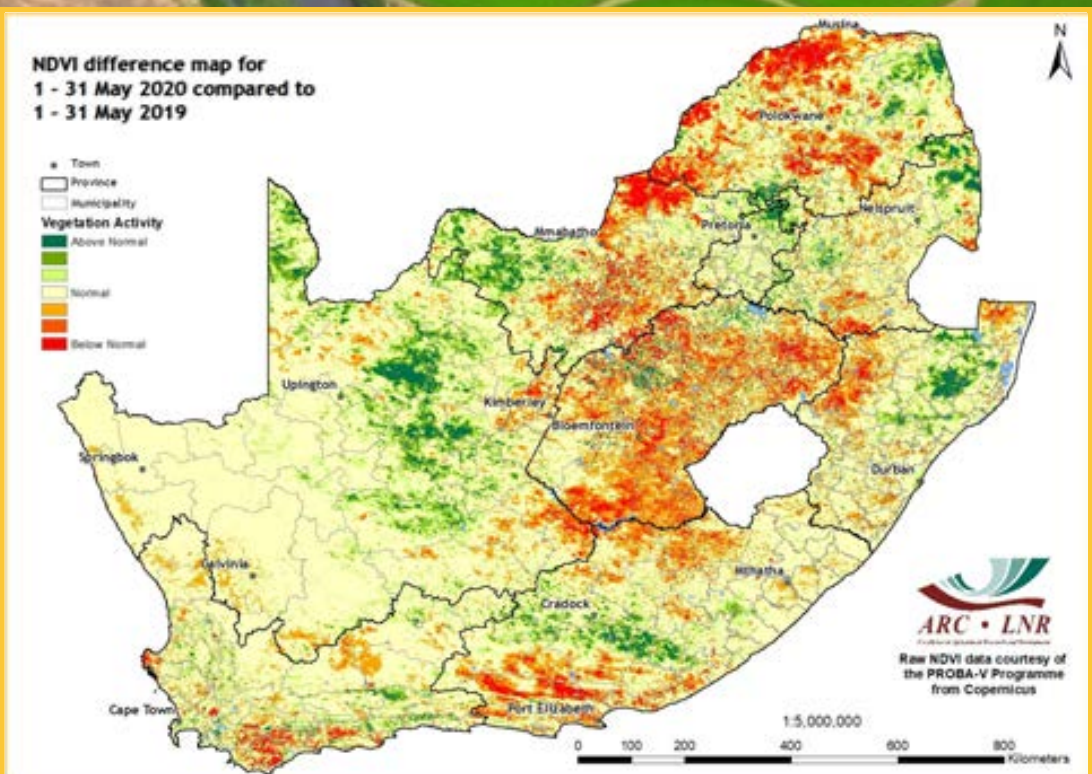 NDVI difference map for
1 - 31 May 2020 compared to
1 - 31 May 2019
Town
Province
Municipality
Vegetation Activity
Above Normal
Normal
Below Normal
N
Musina
Polokwane
Nelspruit
Pretoria
Mmabatho
Upington
Kimberley
Bloemfontein
Springbok
Durban
Calvinia
Mthatha
Cradock
Cape Town
Port Elizabeth
ARC • LNR
Raw NDVI data courtesy of
the PROBA-V Programme
from Copernicus
1:5,000,000
0 100 200 400 600 800
Kilometers